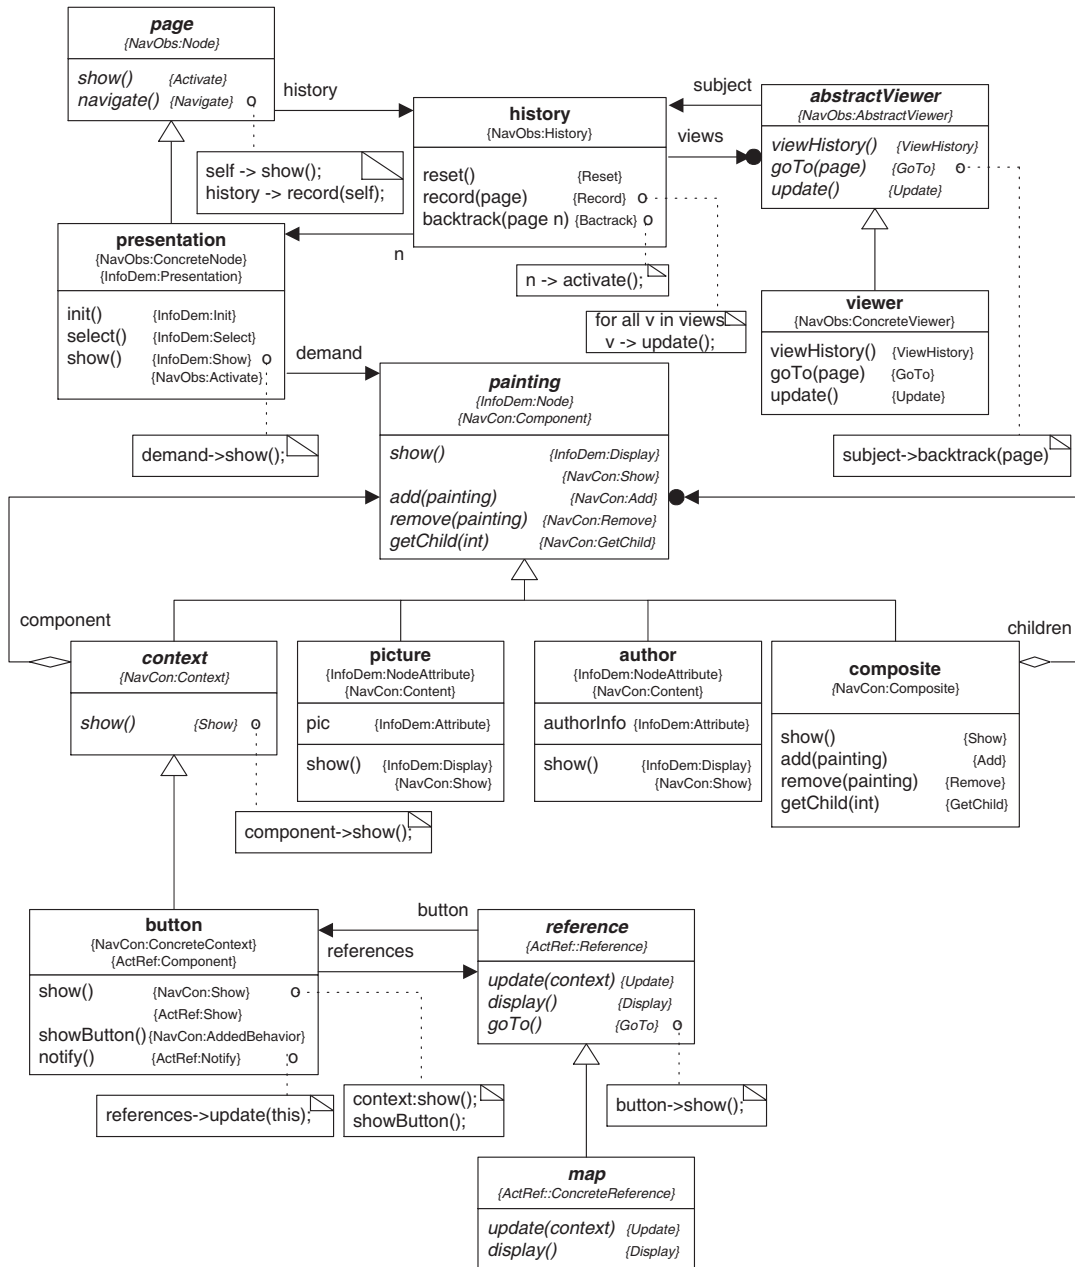 page
{NavObs:Node}
show() {Activate}
navigate() {Navigate}
history
self -> show();
history -> record(self);
history
{NavObs:History}
reset() {Reset}
record(page) {Record}
backtrack(page n) {Bactrack}
subject
views
abstractViewer
{NavObs:AbstractViewer}
viewHistory() {ViewHistory}
goTo(page) {GoTo}
update() {Update}
n
n -> activate();
for all v in views
v -> update();
presentation
{NavObs:ConcreteNode}
{InfoDem:Presentation}
init() {InfoDem:Init}
select() {InfoDem:Select}
show() {InfoDem:Show}
{NavObs:Activate}
demand
demand->show();
viewer
{NavObs:ConcreteViewer}
viewHistory() {ViewHistory}
goTo(page) {GoTo}
update() {Update}
subject->backtrack(page)
painting
{InfoDem:Node}
{NavCon:Component}
show() {InfoDem:Display}
{NavCon:Show}
add(painting) {NavCon:Add}
remove(painting) {NavCon:Remove}
getChild(int) {NavCon:GetChild}
component
children
context
{NavCon:Context}
show() {Show}
component->show();
picture
{InfoDem:NodeAttribute}
{NavCon:Content}
pic {InfoDem:Attribute}
show() {InfoDem:Display}
{NavCon:Show}
author
{InfoDem:NodeAttribute}
{NavCon:Content}
authorInfo {InfoDem:Attribute}
show() {InfoDem:Display}
{NavCon:Show}
composite
{NavCon:Composite}
show() {Show}
add(painting) {Add}
remove(painting) {Remove}
getChild(int) {GetChild}
button
{NavCon:ConcreteContext}
{ActRef:Component}
show() {NavCon:Show}
{ActRef:Show}
showButton() {NavCon:AddedBehavior}
notify() {ActRef:Notify}
button
references
references->update(this);
context:show();
showButton();
reference
{ActRef::Reference}
update(context) {Update}
display() {Display}
goTo() {GoTo}
button->show();
map
{ActRef::ConcreteReference}
update(context) {Update}
display() {Display}